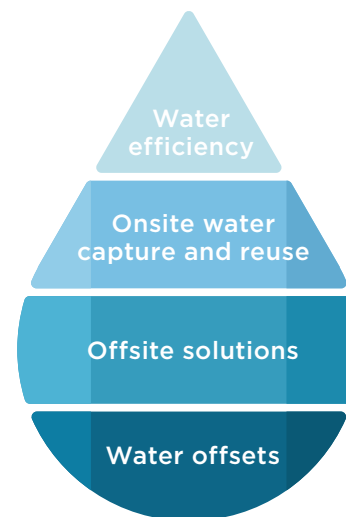 Water
efficiency
Onsite water
capture and reuse
Offsite solutions
Water offsets